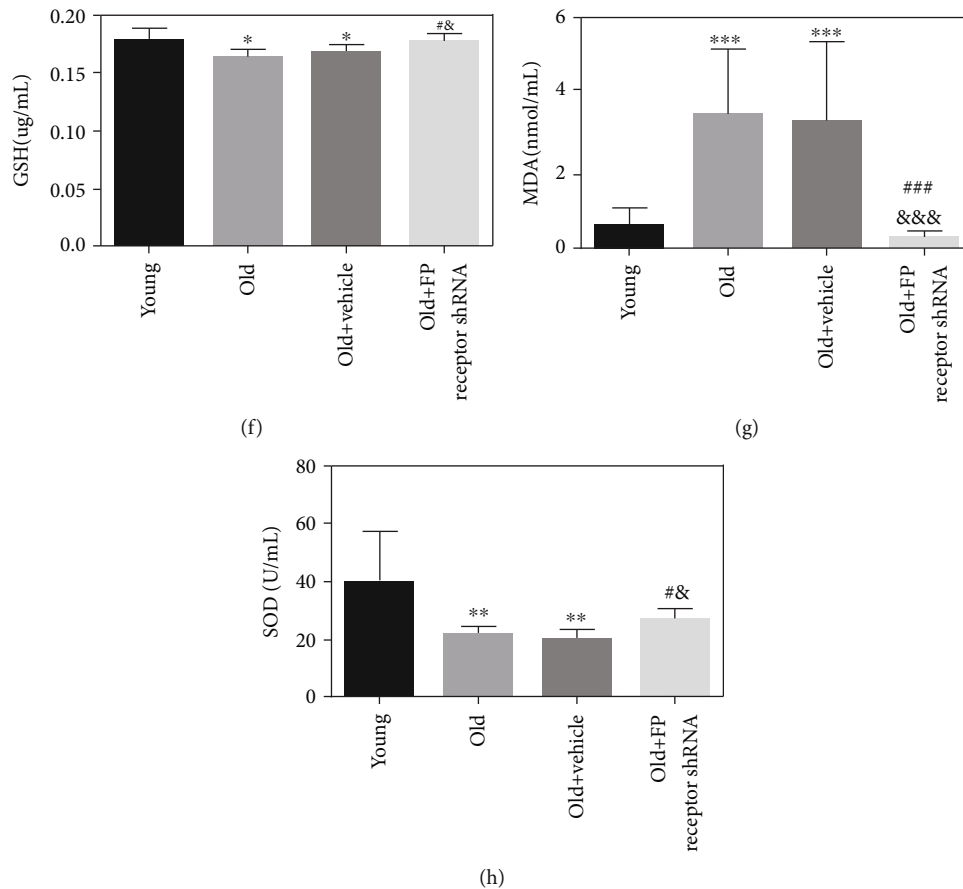 GSH(ug/mL)
0.20
0.15
0.10
0.05
0.0
*
*
#&
Young
Old
Old+vehicle
Old+FP
receptor shRNA
(f)
MDA(nmol/mL)
6
4
2
0
***
***
###
&&&
Young
Old
Old+vehicle
Old+FP
receptor shRNA
(g)
SOD (U/mL)
80
60
40
20
0
**
**
#&
Young
Old
Old+vehicle
Old+FP
receptor shRNA
(h)